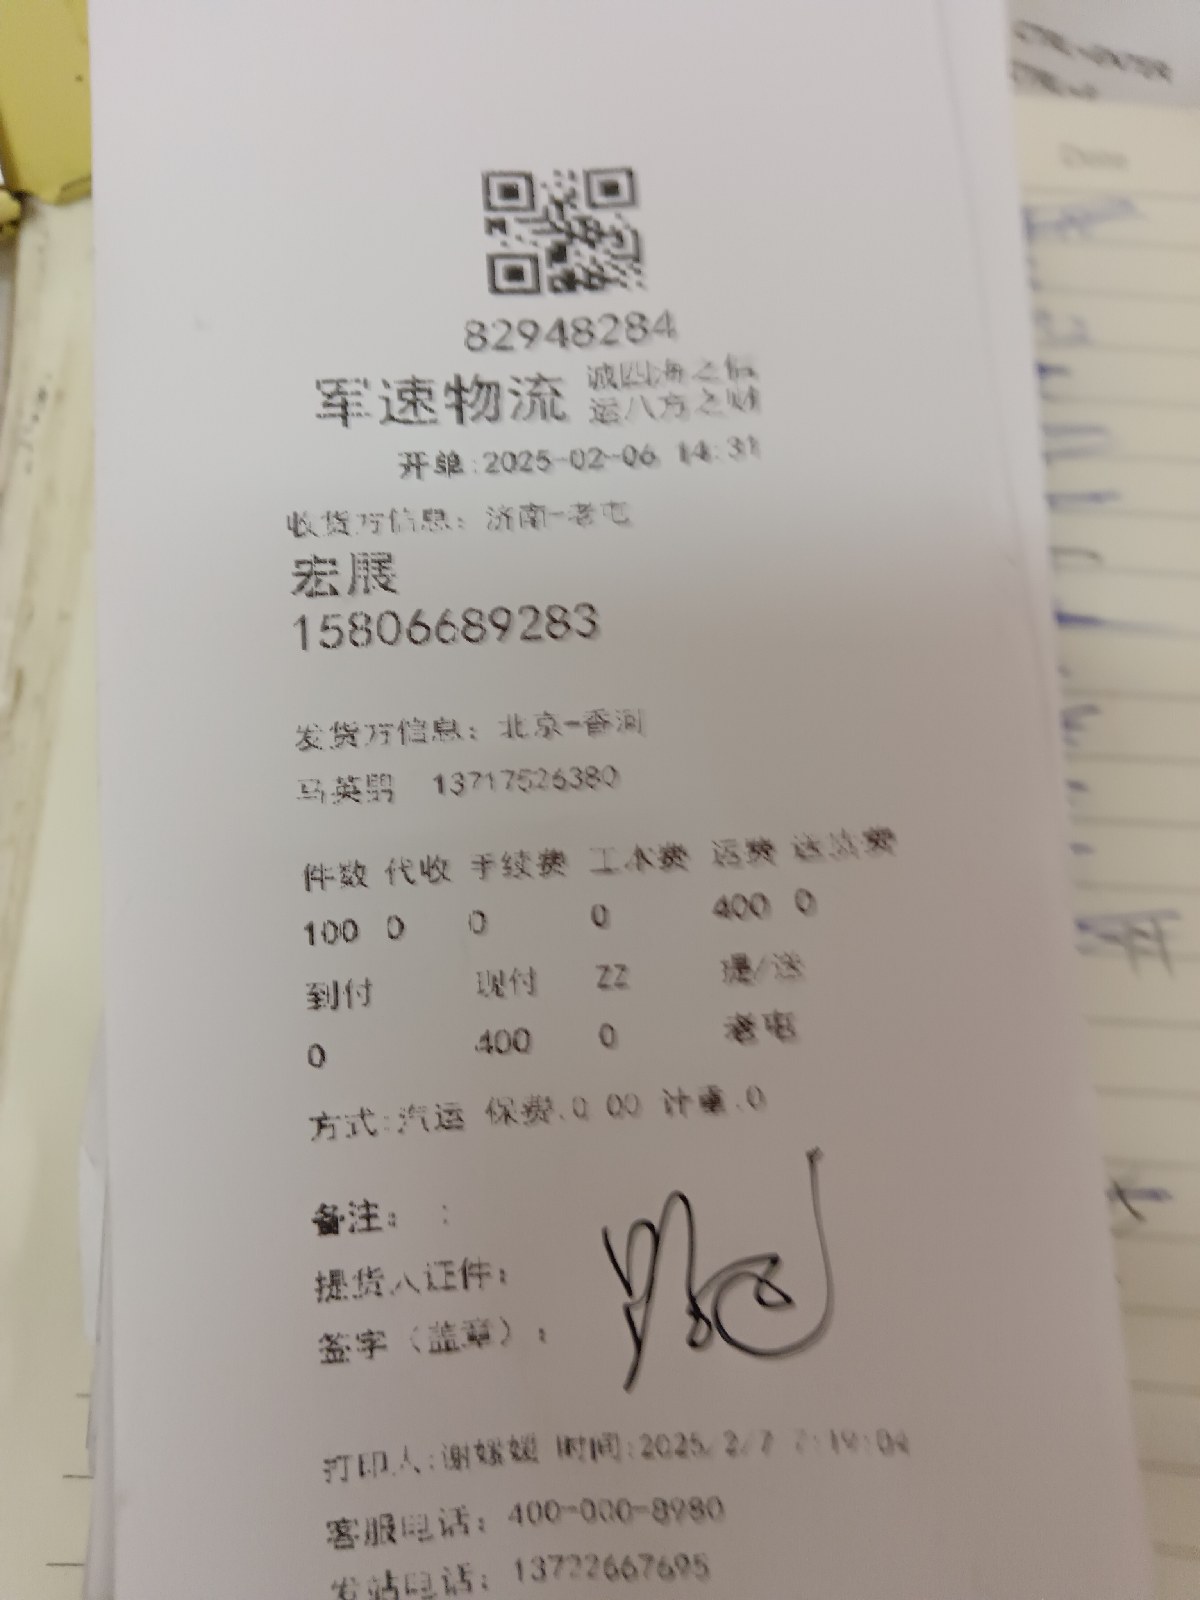 82948284
军速物流 诚四海之信
运八方之财
开单:2025-02-06 14:31
收货方信息：济南-老屯
宏展
15806689283
发货方信息：北京-香河
马英男 13717526380
件数 代收 手续费 工本费 运费 送货费
100 0 0 0 400 0
到付 现付 ZZ 提/送
0 400 0 老屯
方式:汽运 保费.0 00 计重.0
备注： :
提货人证件：
签字（盖章）：
打印人:谢媛媛 时间:2025/2/7
客服电话：400-000-8980
发站电话：13722667695